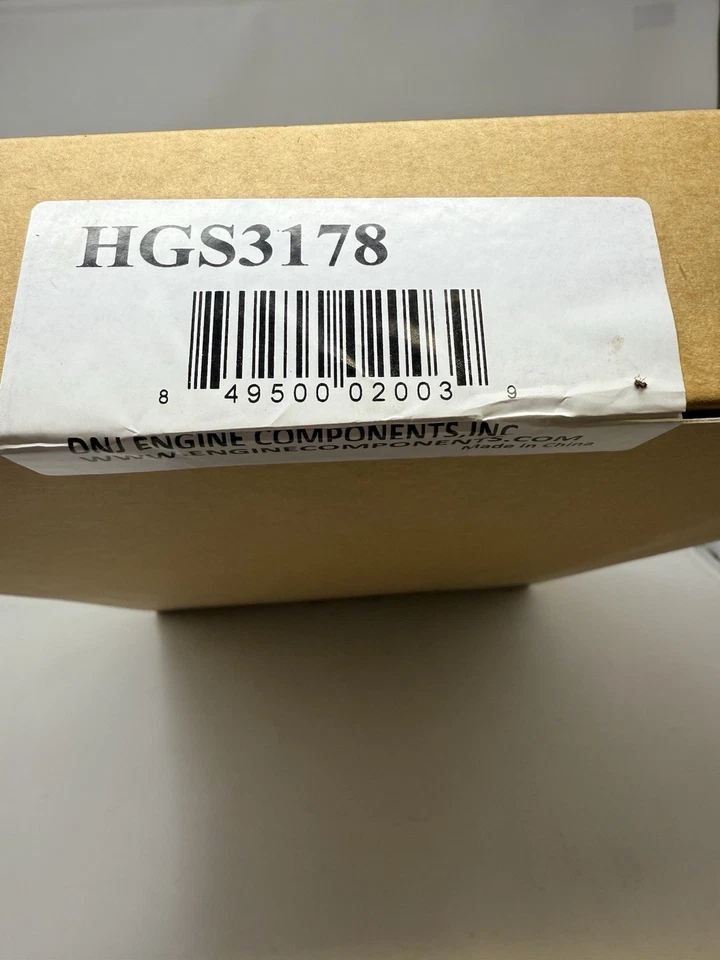 HGS3178
8 49500 02003 9
DNJ ENGINE COMPONENTS, INC
WWW.ENGINECOMPONENTS.COM
Made in China